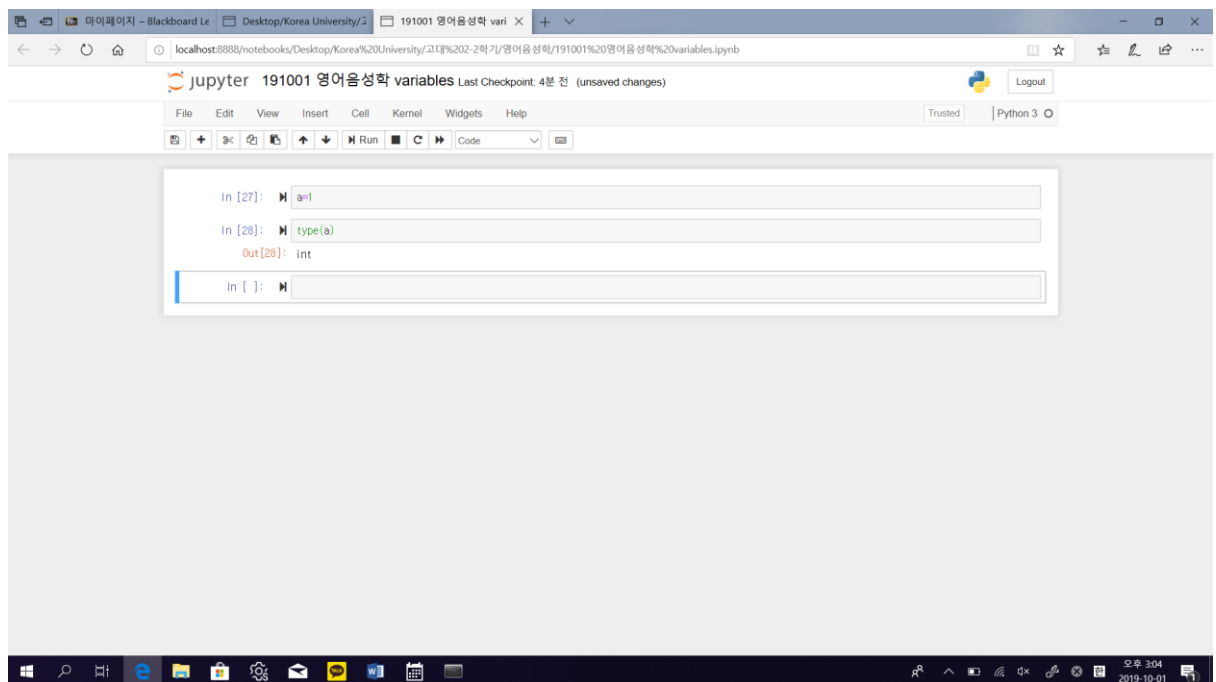 마이페이지 – Blackboard Le
Desktop/Korea University/고
191001 영어음성학 vari
localhost:8888/notebooks/Desktop/Korea%20University/고대%202-2학기/영어음성학/191001%20영어음성학%20variables.ipynb
jupyter 191001 영어음성학 variables Last Checkpoint: 4분 전 (unsaved changes)
Logout
File Edit View Insert Cell Kernel Widgets Help
Trusted
Python 3
Run
Code
In [27]: a=1
In [28]: type(a)
Out[28]: int
In [ ]:
TALK
한
오후 3:04
2019-10-01